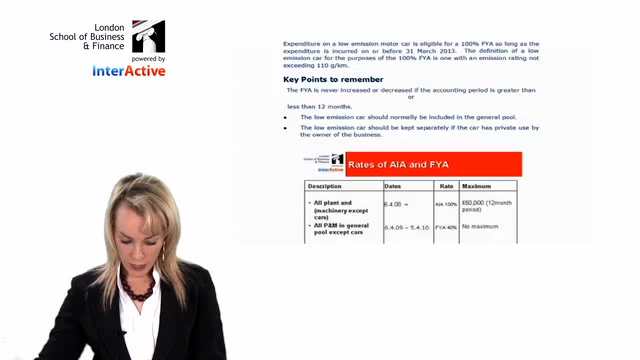 London
School of Business
& Finance
powered by
InterActive
Expenditure on a low emission motor car is eligible for a 100% FYA so long as the
expenditure is incurred on or before 31 March 2013. The definition of a low
emission car for the purposes of the 100% FYA is one with an emission rating not
exceeding 110 g/km.
Key Points to remember
The FYA is never increased or decreased if the accounting period is greater than
or
less than 12 months.
• The low emission car should normally be included in the general pool.
• The low emission car should be kept separately if the car has private use by
the owner of the business.
London
School of Business
& Finance
InterActive
Rates of AIA and FYA
Description Dates Rate Maximum
• All plant and 6.4.08 → AIA 100% £50,000 (12month
(machinery except period)
cars)
• All P&M in general 6.4.09 – 5.4.10 FYA 40% No maximum
pool except cars